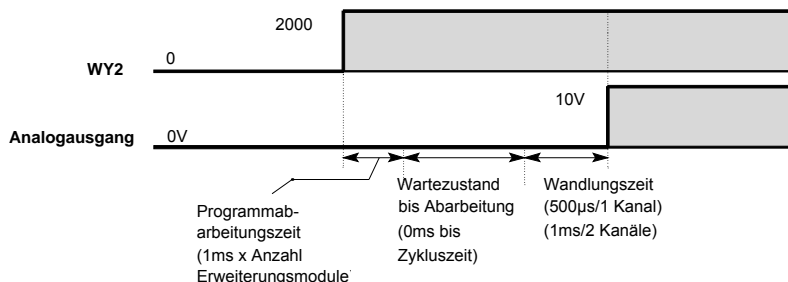 2000
WY2
0
10V
Analogausgang
0V
Programmab-
arbeitungszeit
(1ms x Anzahl
Erweiterungsmodule)
Wartezustand
bis Abarbeitung
(0ms bis
Zykluszeit)
Wandlungszeit
(500µs/1 Kanal)
(1ms/2 Kanäle)